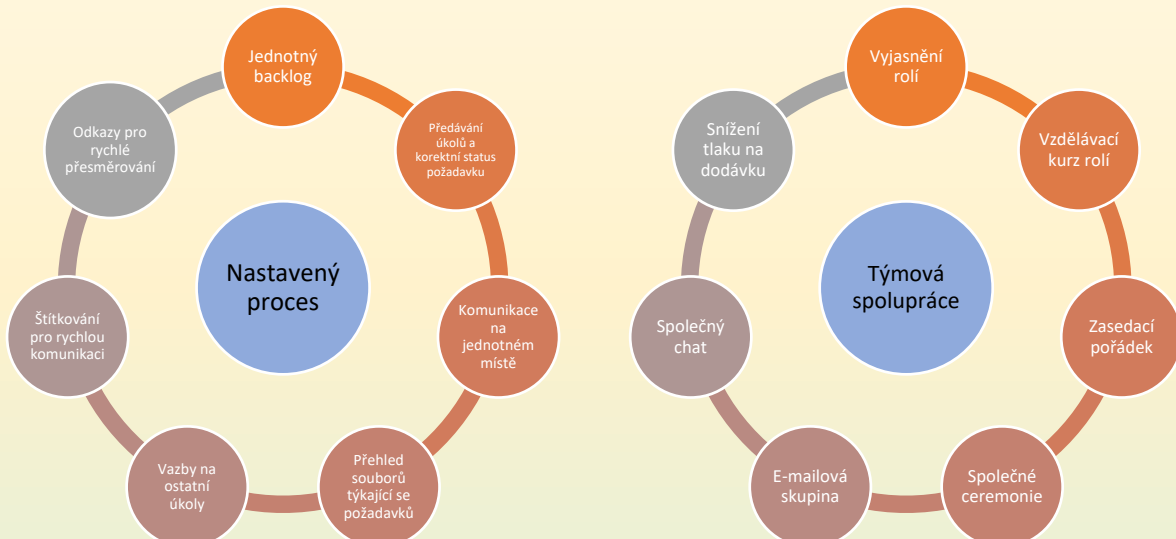 Jednotný
backlog
Předávání
úkolů a
korektní status
požadavku
Komunikace
na
jednotném
místě
Přehled
souborů
týkající se
požadavků
Vazby na
ostatní
úkoly
Štítkování
pro rychlou
komunikaci
Odkazy pro
rychlé
přesměrování
Nastavený
proces
Vyjasnění
rolí
Vzdělávací
kurz rolí
Zasedací
pořádek
Společné
ceremonie
E-mailová
skupina
Společný
chat
Snížení
tlaku na
dodávku
Týmová
spolupráce